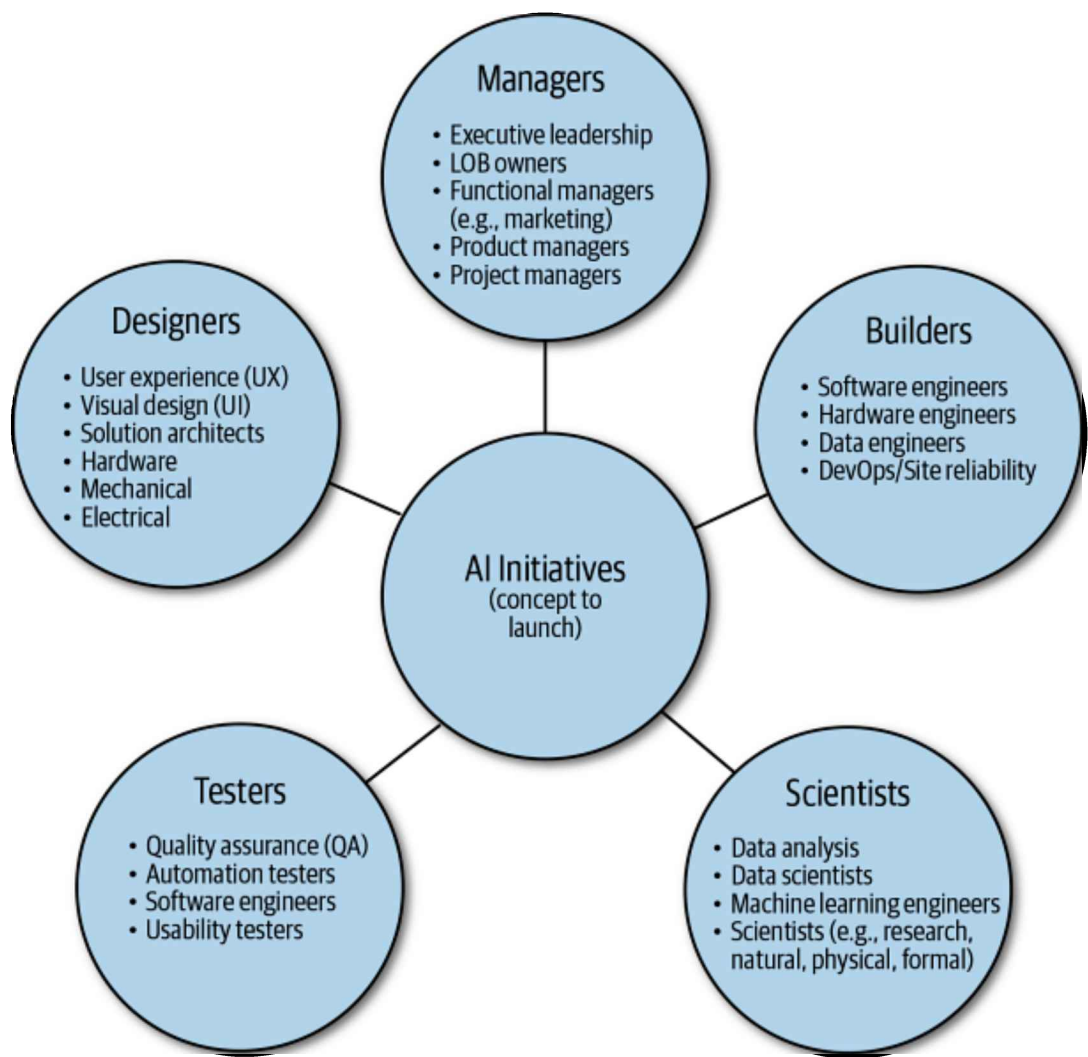 Managers
• Executive leadership
• LOB owners
• Functional managers
(e.g., marketing)
• Product managers
• Project managers
Designers
• User experience (UX)
• Visual design (UI)
• Solution architects
• Hardware
• Mechanical
• Electrical
Builders
• Software engineers
• Hardware engineers
• Data engineers
• DevOps/Site reliability
AI Initiatives
(concept to
launch)
Testers
• Quality assurance (QA)
• Automation testers
• Software engineers
• Usability testers
Scientists
• Data analysis
• Data scientists
• Machine learning engineers
• Scientists (e.g., research,
natural, physical, formal)